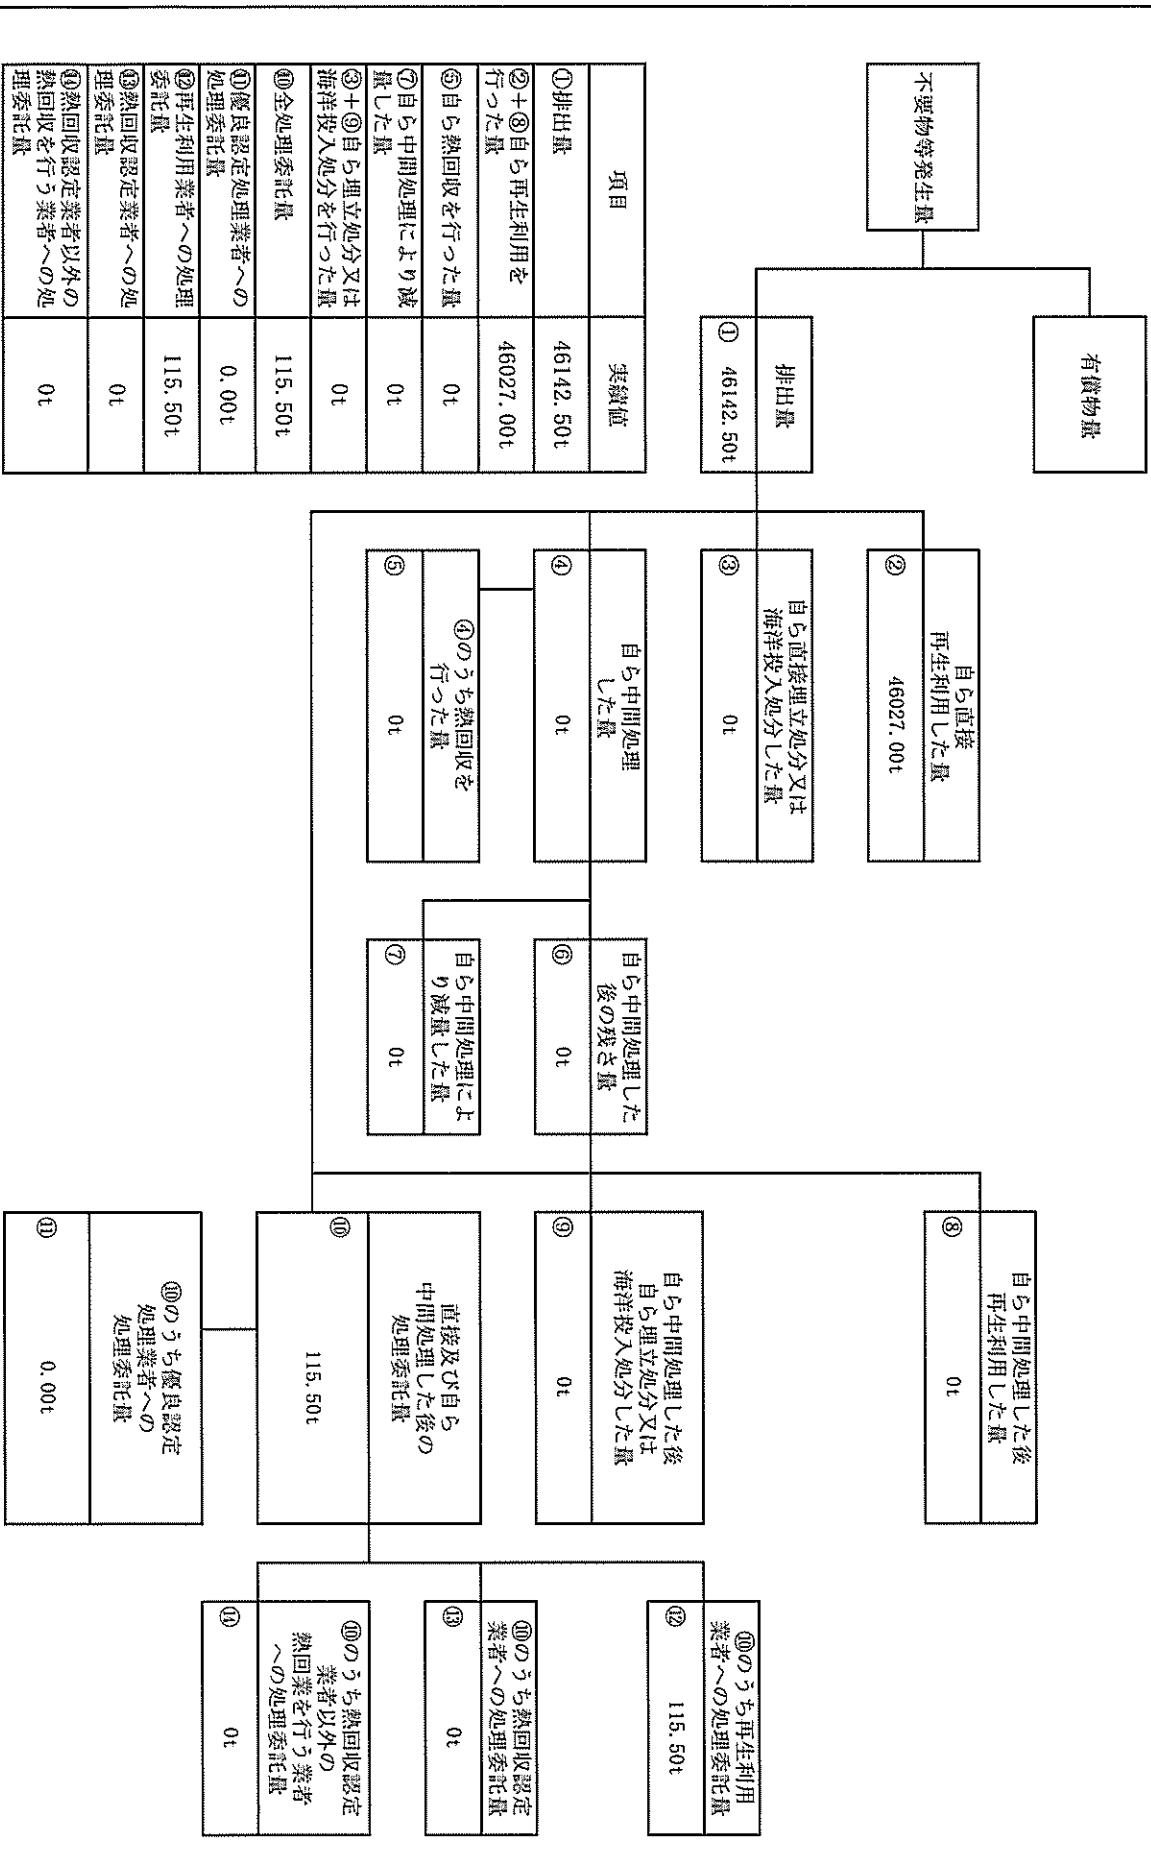 不要物等発生量
有償物量
排出量
① 46142.50t
自ら直接
再生利用した量
② 46027.00t
自ら直接埋立処分又は
海洋投入処分した量
③ 0t
自ら中間処理
した量
④ 0t
④のうち熱回収を
行った量
⑤ 0t
自ら中間処理した
後の残さ量
⑥ 0t
自ら中間処理によ
り減量した量
⑦ 0t
自ら中間処理した後
再生利用した量
⑧ 0t
自ら中間処理した後
自ら埋立処分又は
海洋投入処分した量
⑨ 0t
直接及び自ら
中間処理した後の
処理委託量
⑩ 115.50t
⑩のうち優良認定
処理業者への
処理委託量
⑪ 0.00t
⑩のうち再生利用
業者への処理委託量
⑫ 115.50t
⑩のうち熱回収認定
業者への処理委託量
⑬ 0t
⑩のうち熱回収認定
業者以外の
熱回業を行う業者
への処理委託量
⑭ 0t
項目 実績値
①排出量 46142.50t
②+⑧自ら再生利用を
行った量 46027.00t
⑤自ら熱回収を行った量 0t
⑦自ら中間処理により減
量した量 0t
③+⑨自ら埋立処分又は
海洋投入処分を行った量 0t
⑩全処理委託量 115.50t
⑪優良認定処理業者への
処理委託量 0.00t
⑫再生利用業者への処理
委託量 115.50t
⑬熱回収認定業者への処
理委託量 0t
⑭熱回収認定業者以外の
熱回収を行う業者への処
理委託量 0t